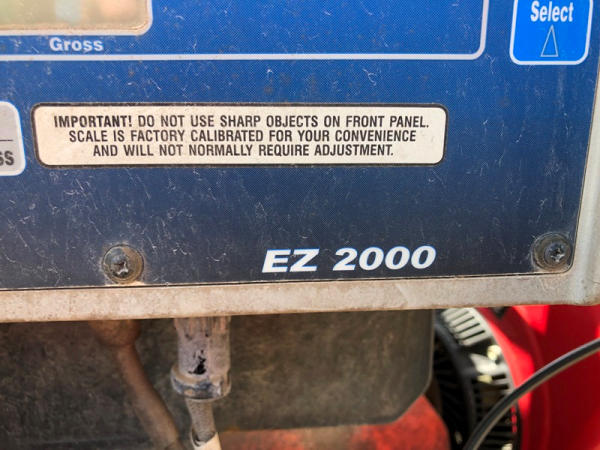 Gross
Select
IMPORTANT! DO NOT USE SHARP OBJECTS ON FRONT PANEL.
SCALE IS FACTORY CALIBRATED FOR YOUR CONVENIENCE
AND WILL NOT NORMALLY REQUIRE ADJUSTMENT.
EZ 2000